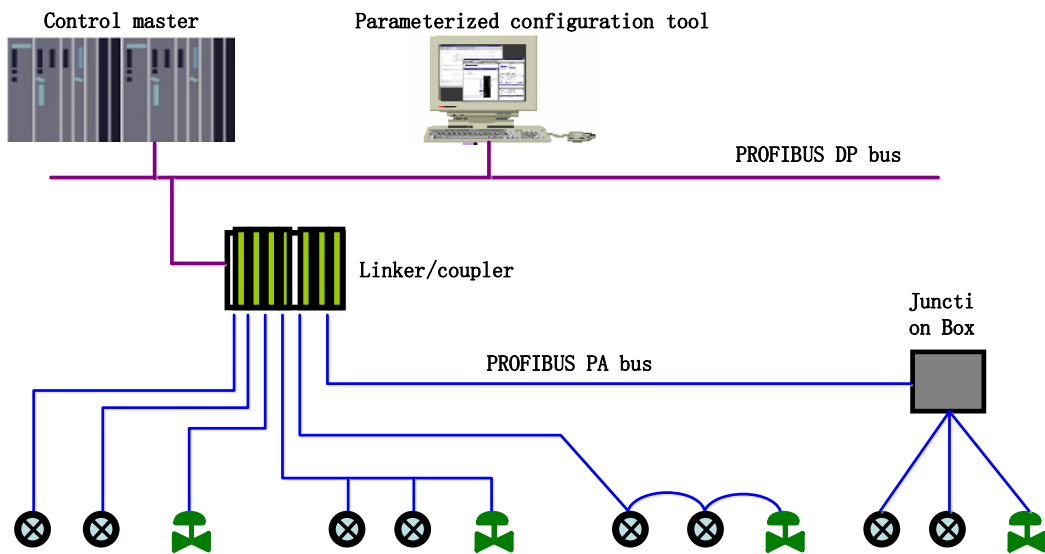 Control master
Parameterized configuration tool
PROFIBUS DP bus
Linker/coupler
Juncti
on Box
PROFIBUS PA bus